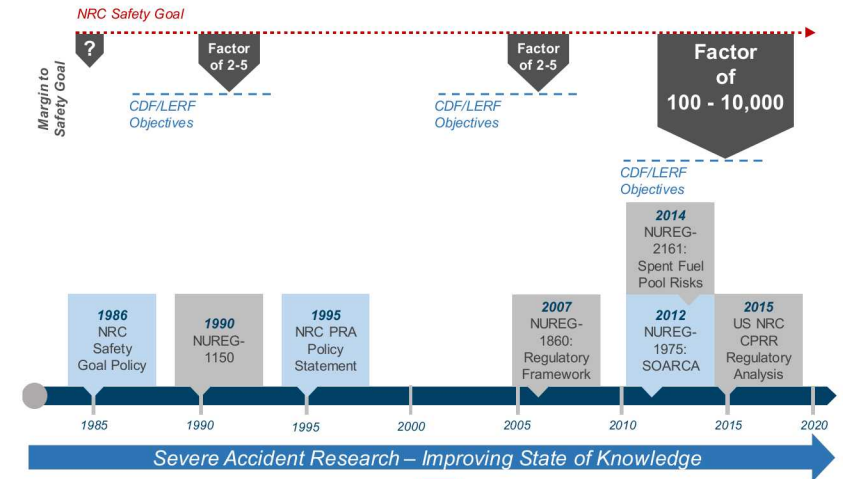 NRC Safety Goal
Margin to
Safety Goal
?
Factor
of 2-5
Factor
of 2-5
Factor
of
100 - 10,000
CDF/LERF
Objectives
CDF/LERF
Objectives
CDF/LERF
Objectives
1986
NRC
Safety
Goal Policy
1990
NUREG-
1150
1995
NRC PRA
Policy
Statement
2007
NUREG-
1860:
Regulatory
Framework
2014
NUREG-
2161:
Spent Fuel
Pool Risks
2012
NUREG-
1975:
SOARCA
2015
US NRC
CPRR
Regulatory
Analysis
1985
1990
1995
2000
2005
2010
2015
2020
Severe Accident Research – Improving State of Knowledge